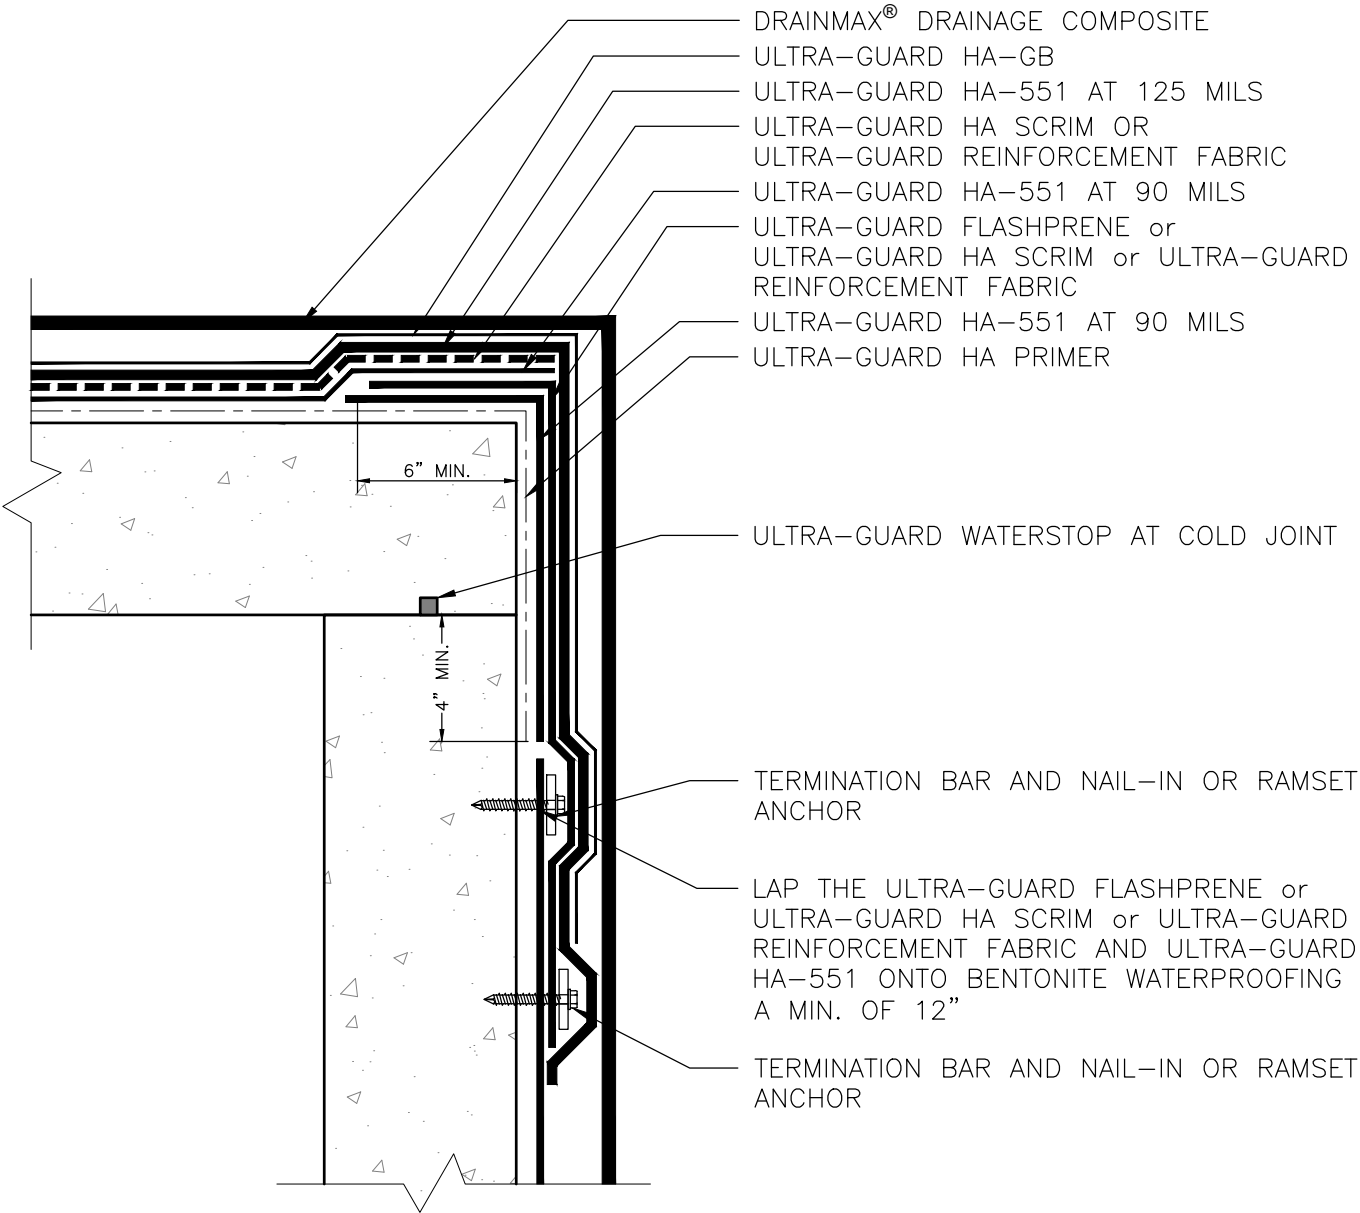 DRAINMAX® DRAINAGE COMPOSITE
ULTRA-GUARD HA-GB
ULTRA-GUARD HA-551 AT 125 MILS
ULTRA-GUARD HA SCRIM OR
ULTRA-GUARD REINFORCEMENT FABRIC
ULTRA-GUARD HA-551 AT 90 MILS
ULTRA-GUARD FLASHPRENE or
ULTRA-GUARD HA SCRIM or ULTRA-GUARD
REINFORCEMENT FABRIC
ULTRA-GUARD HA-551 AT 90 MILS
ULTRA-GUARD HA PRIMER
6" MIN.
ULTRA-GUARD WATERSTOP AT COLD JOINT
4" MIN.
TERMINATION BAR AND NAIL-IN OR RAMSET
ANCHOR
LAP THE ULTRA-GUARD FLASHPRENE or
ULTRA-GUARD HA SCRIM or ULTRA-GUARD
REINFORCEMENT FABRIC AND ULTRA-GUARD
HA-551 ONTO BENTONITE WATERPROOFING
A MIN. OF 12"
TERMINATION BAR AND NAIL-IN OR RAMSET
ANCHOR